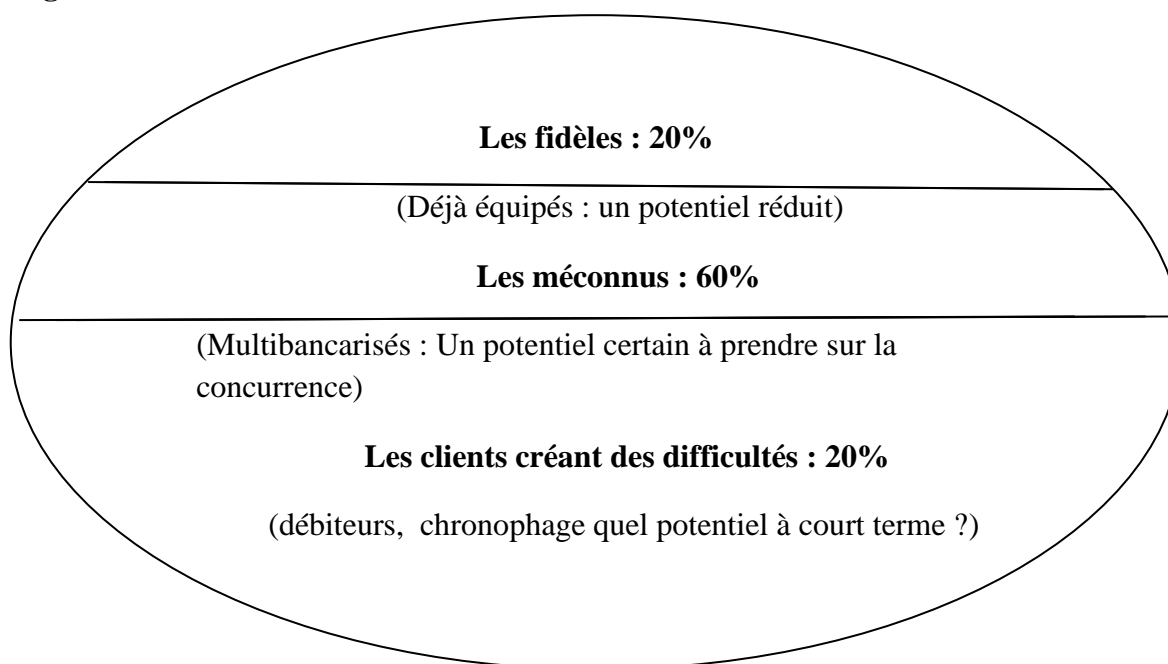 Les fidèles : 20%
(Déjà équipés : un potentiel réduit)
Les méconnus : 60%
(Multibancarisés : Un potentiel certain à prendre sur la
concurrence)
Les clients créant des difficultés : 20%
(débiteurs, chronophage quel potentiel à court terme ?)